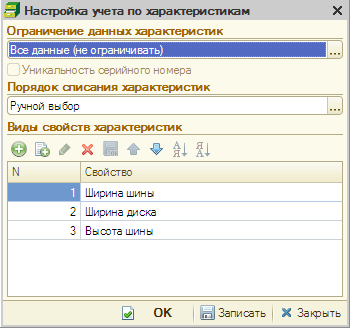 Настройка учета по характеристикам
Ограничение данных характеристик
Все данные (не ограничивать)
...
Уникальность серийного номера
Порядок списания характеристик
Ручной выбор
...
Виды свойств характеристик
N Свойство
1 Ширина шины
2 Ширина диска
3 Высота шины
OK Записать Закрыть